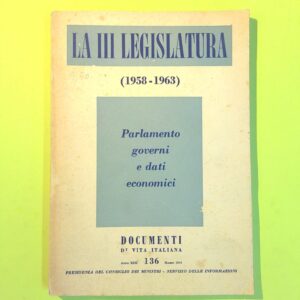 LA III LEGISLATURA
(1958-1963)
Parlamento
governi
e dati
economici
DOCUMENTI
DI VITA ITALIANA
136
PRESIDENZA DEL CONSIGLIO DEI MINISTRI - SERVIZIO DELLE INFORMAZIONI